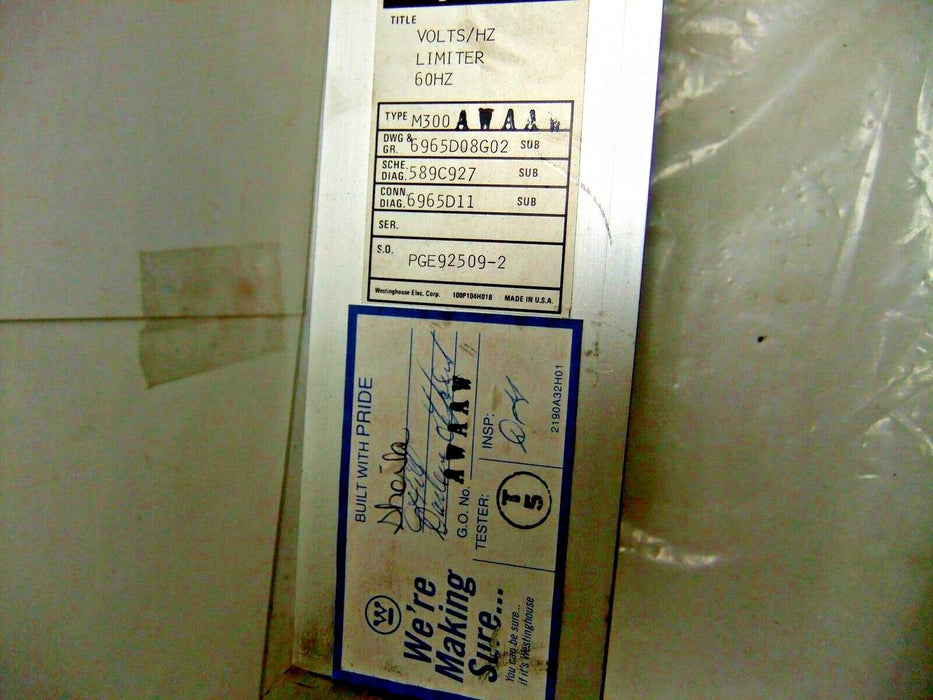 TITLE
VOLTS/HZ
LIMITER
60HZ
TYPE M300 A W A A
DWG & GR. 6965D08G02 SUB
SCHE. DIAG. 589C927 SUB
CONN. DIAG. 6965D11 SUB
SER.
S.O. PGE92509-2
Westinghouse Elec. Corp. 100P104H01B MADE IN U.S.A.
W
We're
Making
Sure...
You can be sure...
if it's Westinghouse
BUILT WITH PRIDE
Sheila
G.O. No. A W A A W
TESTER: T 5
INSP:
2190A32H01